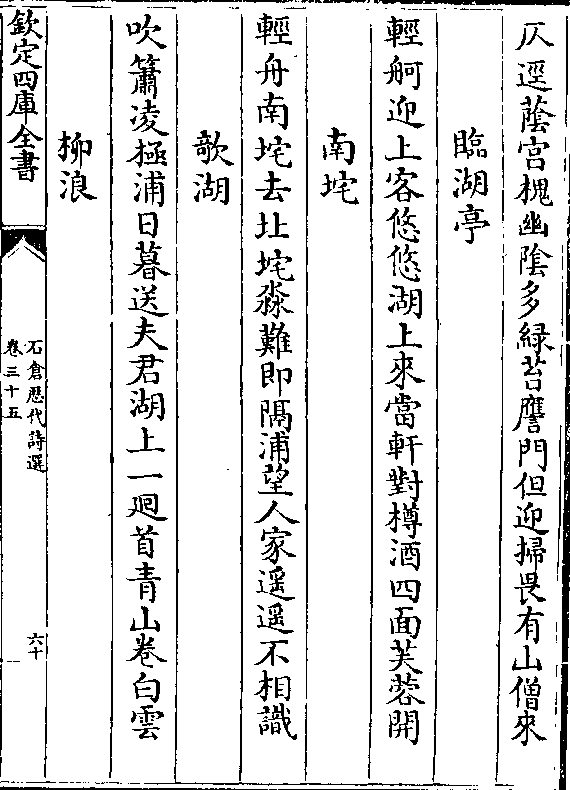 仄逕蔭宮槐幽陰多緑苔譍門但迎掃畏有山僧來
臨湖亭
輕舸迎上客悠悠湖上來當軒對樽酒四面芙蓉開
南垞
輕舟南垞去北垞淼難即隔浦望人家遥遥不相識
欹湖
吹簫凌極浦日暮送夫君湖上一廻首青山卷白雲
柳浪
欽定四庫全書
石倉歴代詩選
卷三十五
六十